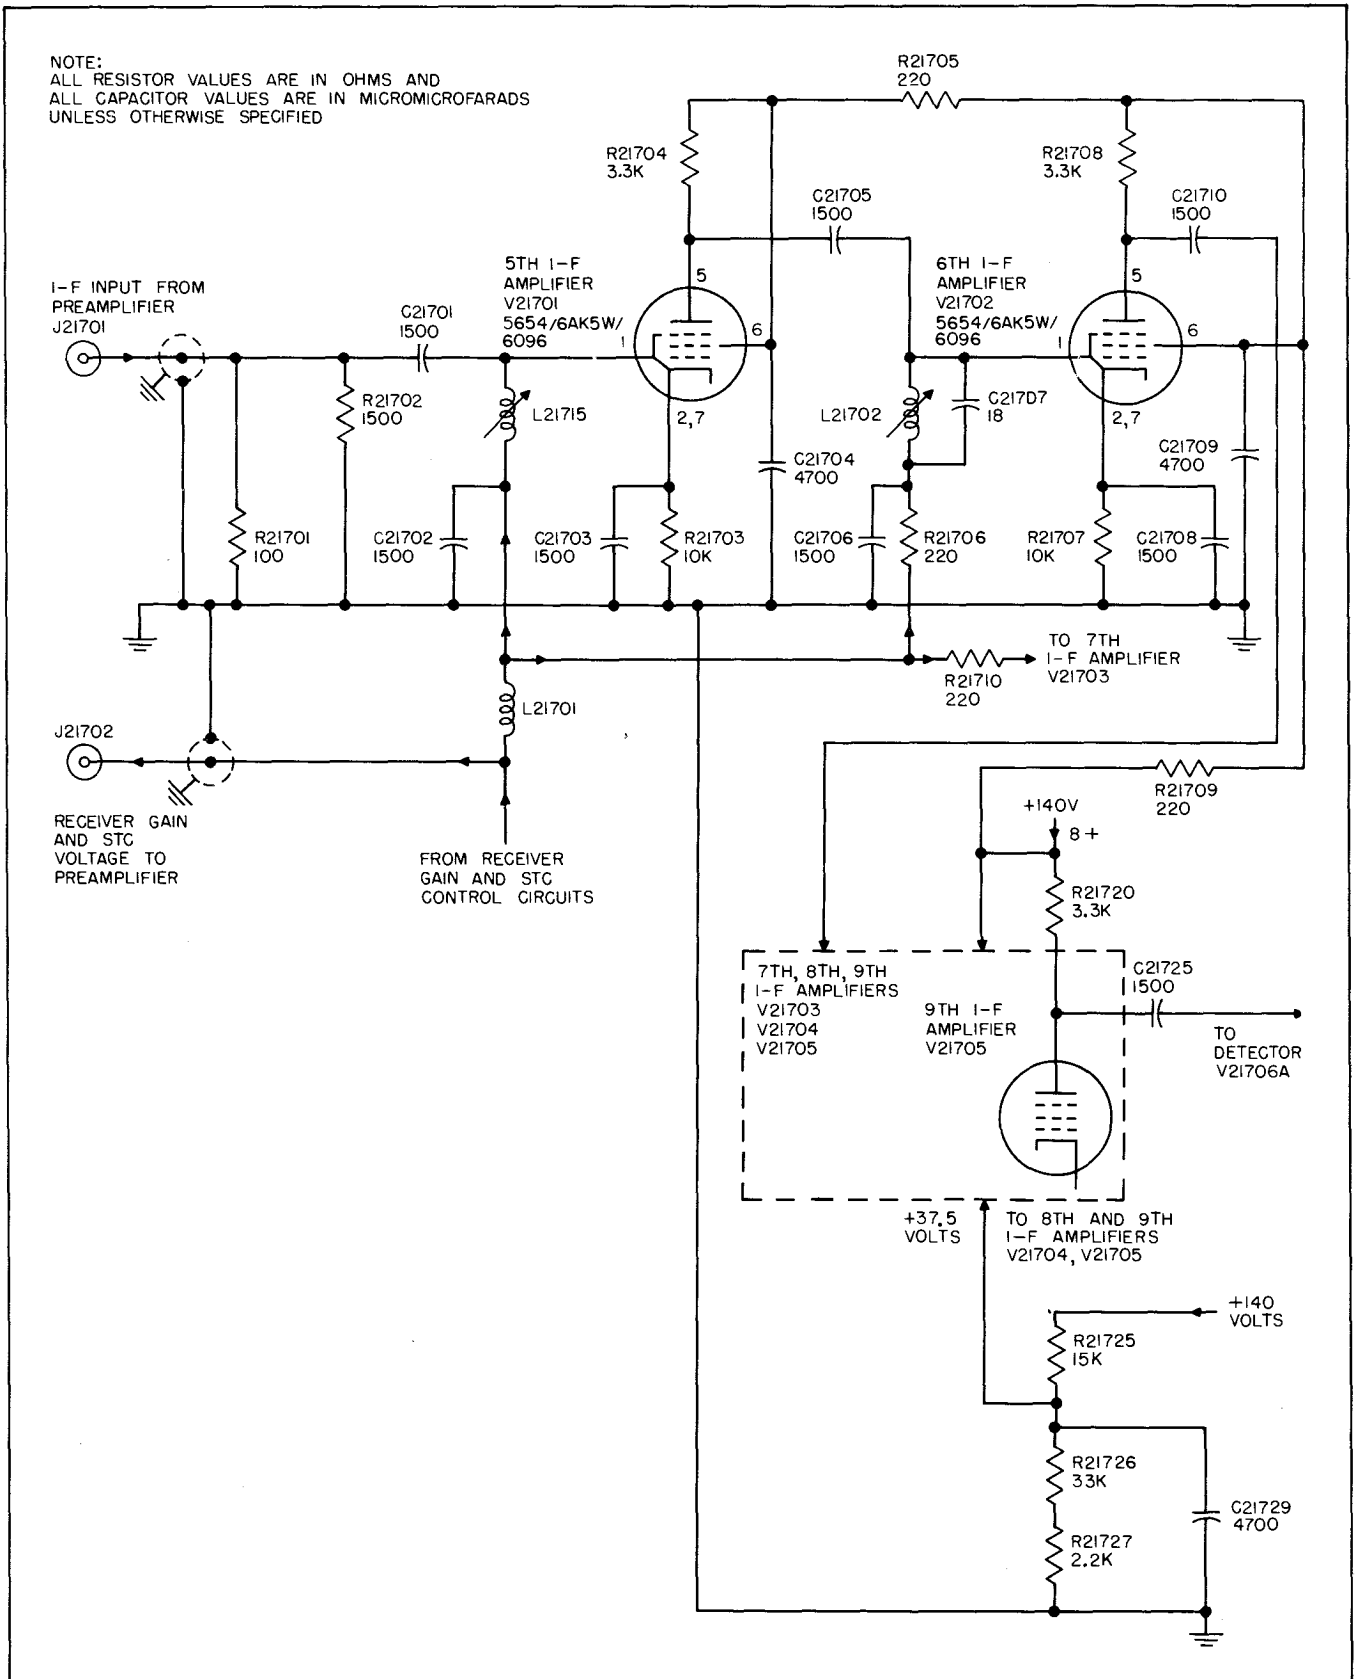 NOTE:
ALL RESISTOR VALUES ARE IN OHMS AND
ALL CAPACITOR VALUES ARE IN MICROMICROFARADS
UNLESS OTHERWISE SPECIFIED
R21705
220
R21704
3.3K
R21708
3.3K
C21705
1500
C21710
1500
I-F INPUT FROM
PREAMPLIFIER
J21701
C21701
1500
5TH I-F
AMPLIFIER
V21701
5654/6AK5W/
6096
5
1
6
2,7
6TH I-F
AMPLIFIER
V21702
5654/6AK5W/
6096
5
1
6
2,7
R21702
1500
L21715
L21702
C217D7
18
C21704
4700
C21709
4700
R21701
100
C21702
1500
C21703
1500
R21703
10K
C21706
1500
R21706
220
R21707
10K
C21708
1500
TO 7TH
I-F AMPLIFIER
V21703
R21710
220
L21701
J21702
RECEIVER GAIN
AND STC
VOLTAGE TO
PREAMPLIFIER
FROM RECEIVER
GAIN AND STC
CONTROL CIRCUITS
R21709
220
+140V
8+
R21720
3.3K
7TH, 8TH, 9TH
I-F AMPLIFIERS
V21703
V21704
V21705
9TH I-F
AMPLIFIER
V21705
C21725
1500
TO
DETECTOR
V21706A
+37.5
VOLTS
TO 8TH AND 9TH
I-F AMPLIFIERS
V21704, V21705
+140
VOLTS
R21725
15K
R21726
33K
R21727
2.2K
C21729
4700